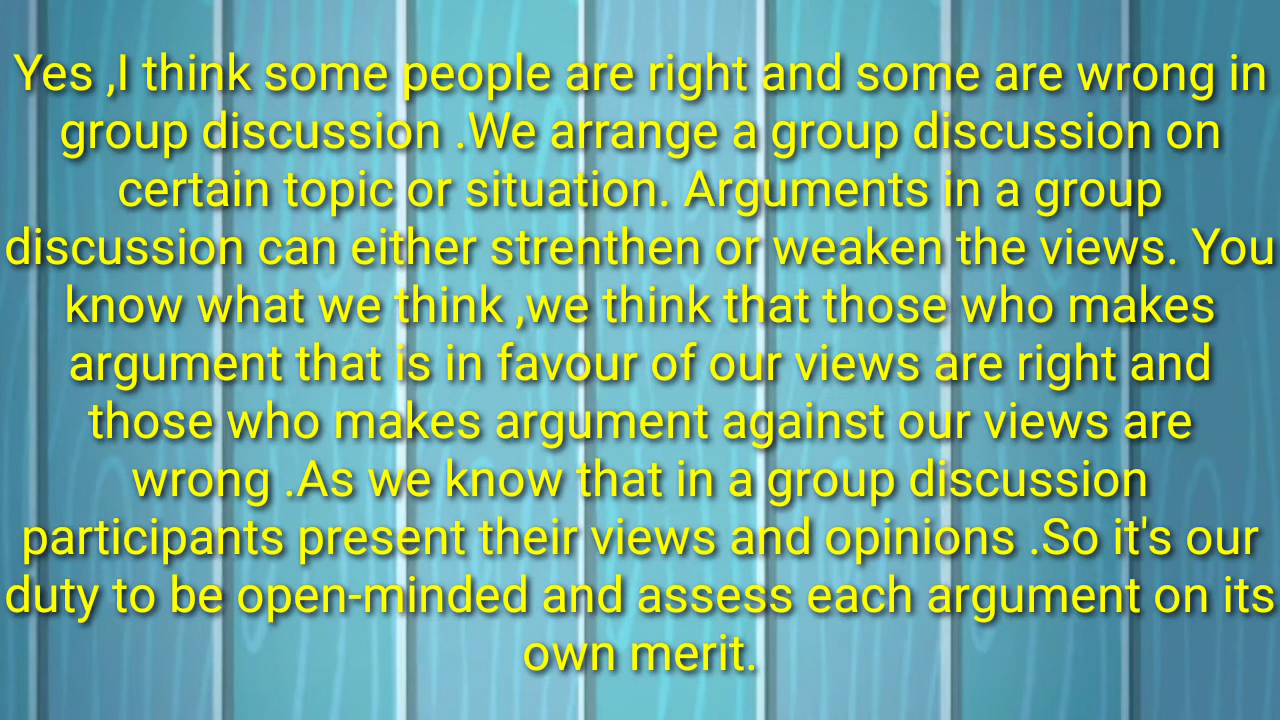 Yes ,I think some people are right and some are wrong in
group discussion .We arrange a group discussion on
certain topic or situation. Arguments in a group
discussion can either strenthen or weaken the views. You
know what we think ,we think that those who makes
argument that is in favour of our views are right and
those who makes argument against our views are
wrong .As we know that in a group discussion
participants present their views and opinions .So it's our
duty to be open-minded and assess each argument on its
own merit.